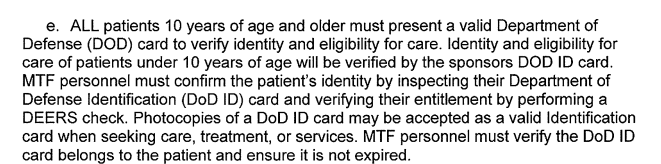 e. ALL patients 10 years of age and older must present a valid Department of
Defense (DOD) card to verify identity and eligibility for care. Identity and eligibility for
care of patients under 10 years of age will be verified by the sponsors DOD ID card.
MTF personnel must confirm the patient's identity by inspecting their Department of
Defense Identification (DoD ID) card and verifying their entitlement by performing a
DEERS check. Photocopies of a DoD ID card may be accepted as a valid Identification
card when seeking care, treatment, or services. MTF personnel must verify the DoD ID
card belongs to the patient and ensure it is not expired.